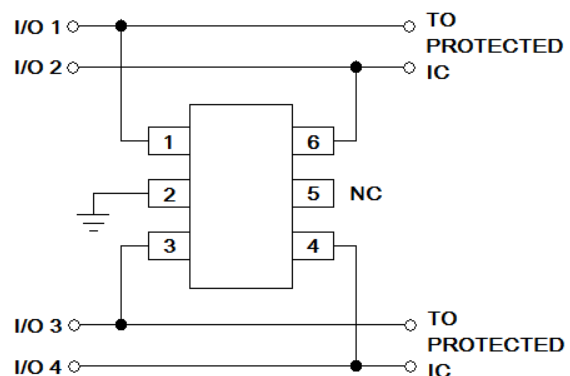 I/O 1
TO
PROTECTED
IC
I/O 2
1
6
2
5
NC
3
4
I/O 3
TO
PROTECTED
IC
I/O 4